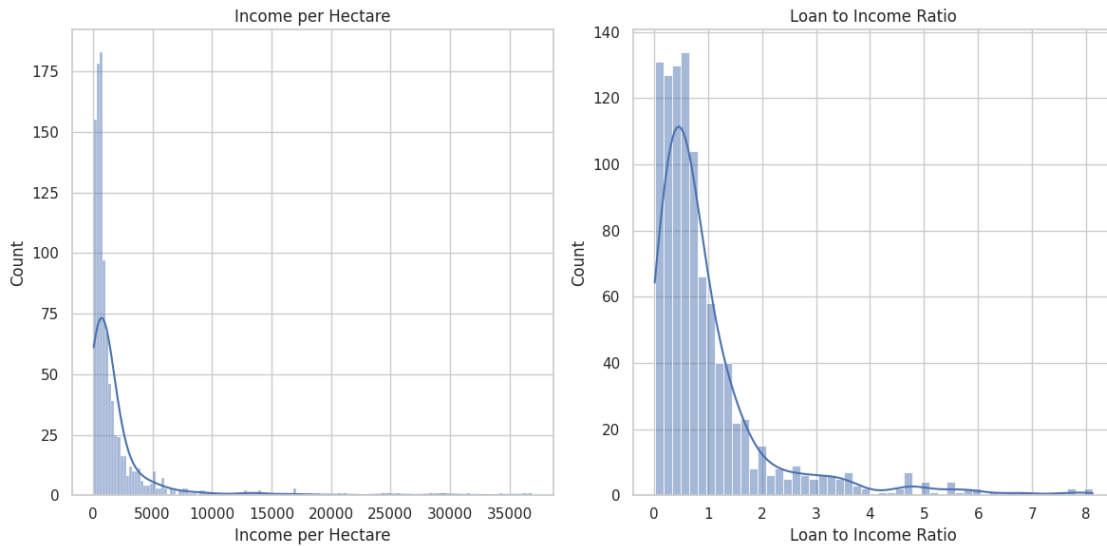 Income per Hectare
Count
175
150
125
100
75
50
25
0
0 5000 10000 15000 20000 25000 30000 35000
Income per Hectare
Loan to Income Ratio
Count
140
120
100
80
60
40
20
0
0 1 2 3 4 5 6 7 8
Loan to Income Ratio